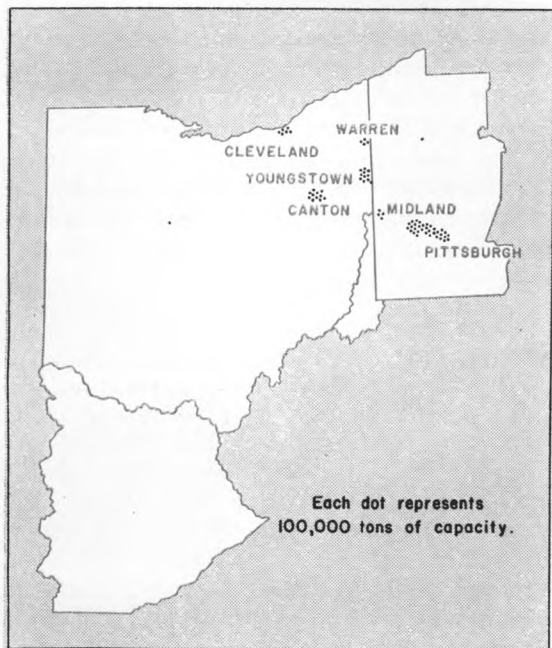 WARREN
CLEVELAND
YOUNGSTOWN
CANTON
MIDLAND
PITTSBURGH
Each dot represents
100,000 tons of capacity.